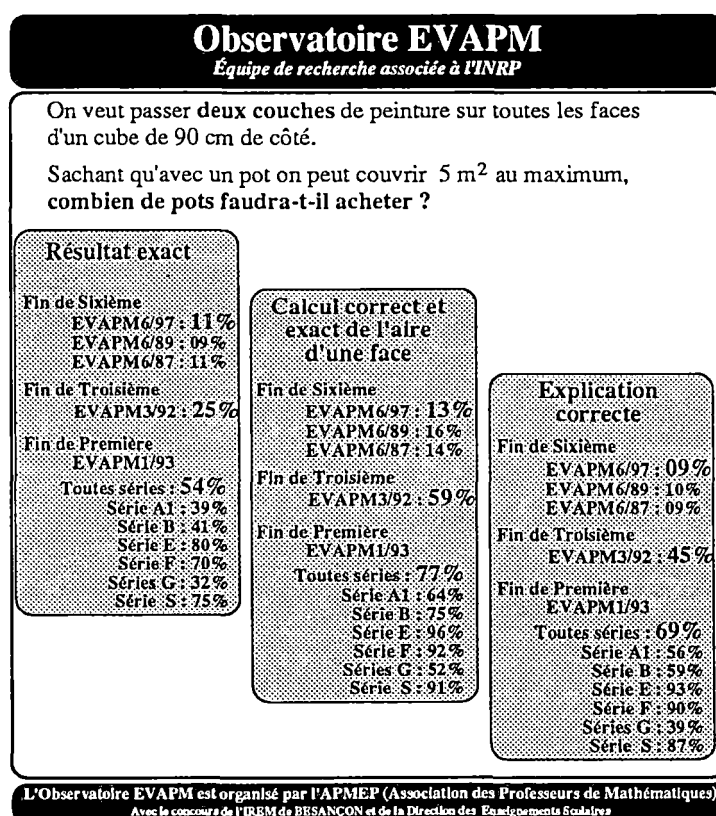 Observatoire EVAPM
Équipe de recherche associée à l'INRP
On veut passer deux couches de peinture sur toutes les faces
d'un cube de 90 cm de côté.
Sachant qu'avec un pot on peut couvrir 5 m² au maximum,
combien de pots faudra-t-il acheter ?
Résultat exact
Fin de Sixième
EVAPM6/97 : 11%
EVAPM6/89 : 09%
EVAPM6/87 : 11%
Fin de Troisième
EVAPM3/92 : 25%
Fin de Première
EVAPM1/93
Toutes séries : 54%
Série A1 : 39%
Série B : 41%
Série E : 80%
Série F : 70%
Séries G : 32%
Série S : 75%
Calcul correct et
exact de l'aire
d'une face
Fin de Sixième
EVAPM6/97 : 13%
EVAPM6/89 : 16%
EVAPM6/87 : 14%
Fin de Troisième
EVAPM3/92 : 59%
Fin de Première
EVAPM1/93
Toutes séries : 77%
Série A1 : 64%
Série B : 75%
Série E : 96%
Série F : 92%
Séries G : 52%
Série S : 91%
Explication
correcte
Fin de Sixième
EVAPM6/97 : 09%
EVAPM6/89 : 10%
EVAPM6/87 : 09%
Fin de Troisième
EVAPM3/92 : 45%
Fin de Première
EVAPM1/93
Toutes séries : 69%
Série A1 : 56%
Série B : 59%
Série E : 93%
Série F : 90%
Séries G : 39%
Série S : 87%
L'Observatoire EVAPM est organisé par l'APMEP (Association des Professeurs de Mathématiques)
Avec le concours de l'IREM de BESANÇON et de la Direction des Enseignements Scolaires